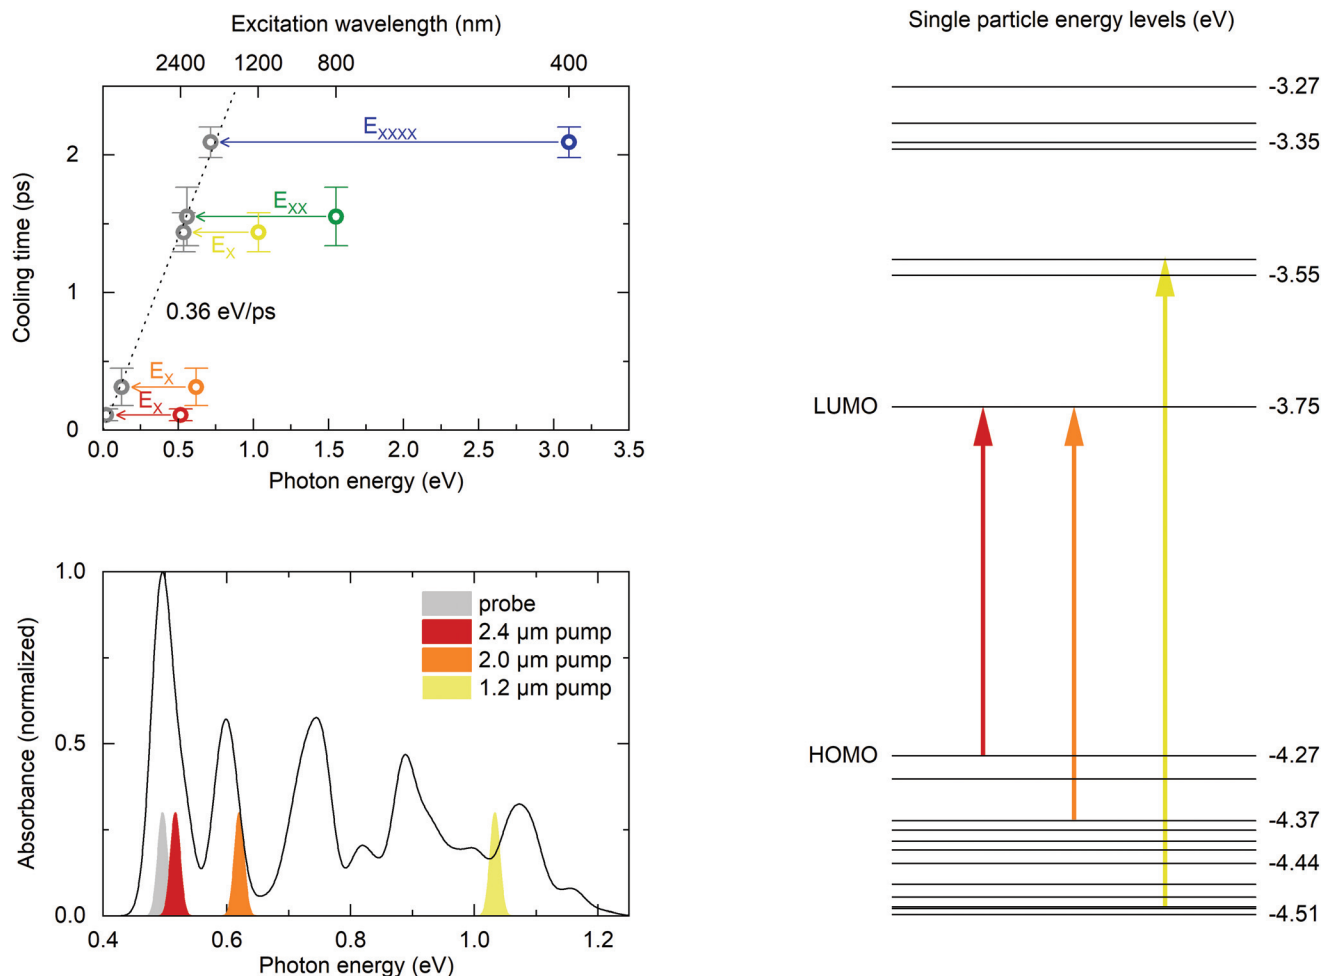 Excitation wavelength (nm)
2400 1200 800 400
Cooling time (ps)
2
1
0
E_XXXX
E_XX
E_X
0.36 eV/ps
E_X
E_X
0.0 0.5 1.0 1.5 2.0 2.5 3.0 3.5
Photon energy (eV)
Absorbance (normalized)
1.0
0.5
0.0
probe
2.4 µm pump
2.0 µm pump
1.2 µm pump
0.4 0.6 0.8 1.0 1.2
Photon energy (eV)
Single particle energy levels (eV)
-3.27
-3.35
-3.55
LUMO -3.75
HOMO -4.27
-4.37
-4.44
-4.51